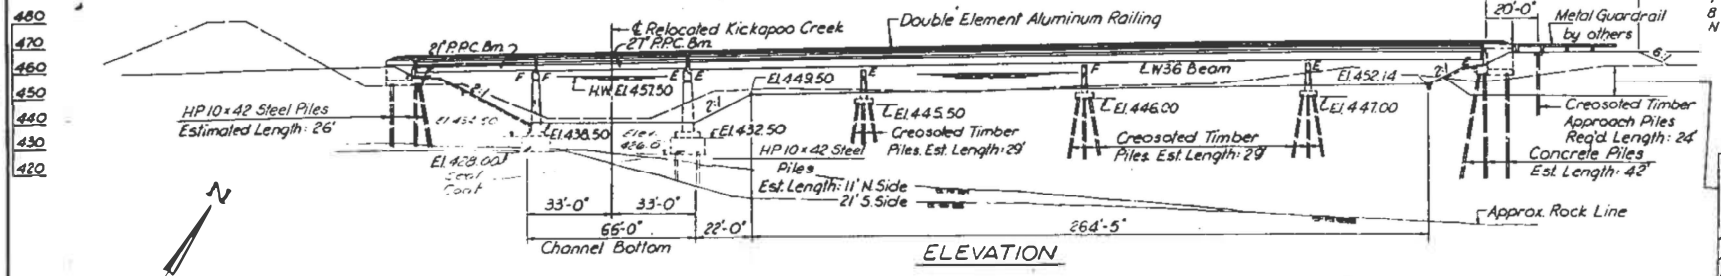 480
470
460
450
440
430
420
℄ Relocated Kickapoo Creek
Double Element Aluminum Railing
20'-0"
Metal Guardrail
by others
8
N
21" P.P.C. Bm.
27" P.P.C. Bm.
F
F
E
E
E
F
E
E
H.W. El. 457.50
El. 449.50
LW36 Beam
El. 452.14
2:1
2:1
2:1
6
HP 10 x 42 Steel Piles
Estimated Length: 26'
El. 438.50
El. 432.50
El. 445.50
El. 446.00
El. 447.00
Creosoted Timber
Piles. Est. Length: 29'
Creosoted Timber
Piles. Est. Length: 29'
Creosoted Timber
Approach Piles
Req'd. Length: 24'
Concrete Piles
Est. Length: 42'
El. 428.00
Seal
Coat
HP 10 x 42 Steel
Piles
Est. Length: 11' N. Side
21' S. Side
Approx. Rock Line
N
33'-0"
33'-0"
66'-0"
22'-0"
264'-5"
Channel Bottom
ELEVATION